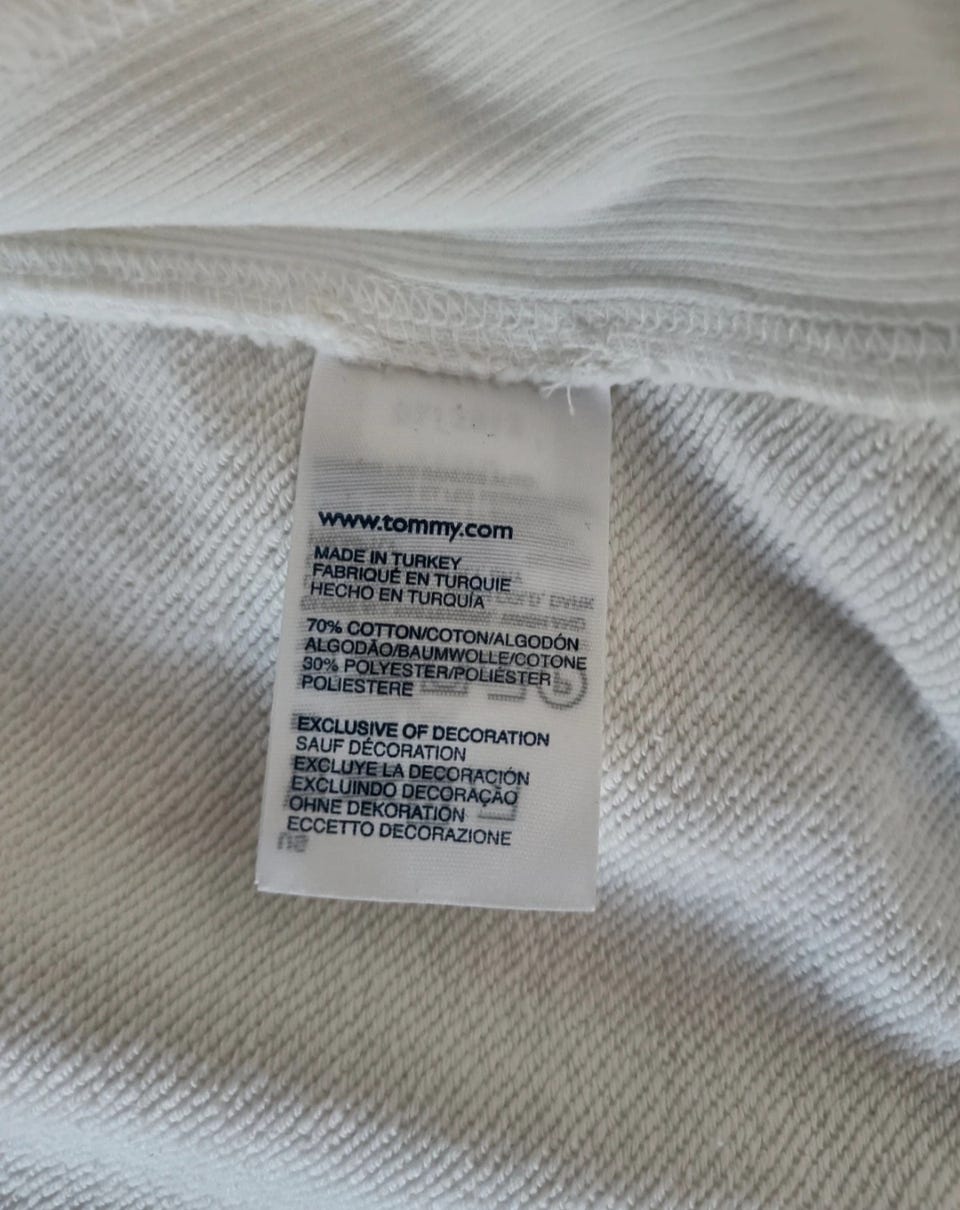 www.tommy.com
MADE IN TURKEY
FABRIQUÉ EN TURQUIE
HECHO EN TURQUÍA
70% COTTON/COTON/ALGODÓN
ALGODÃO/BAUMWOLLE/COTONE
30% POLYESTER/POLIÉSTER
POLIESTERE
EXCLUSIVE OF DECORATION
SAUF DÉCORATION
EXCLUYE LA DECORACIÓN
EXCLUINDO DECORAÇÃO
OHNE DEKORATION
ECCETTO DECORAZIONE